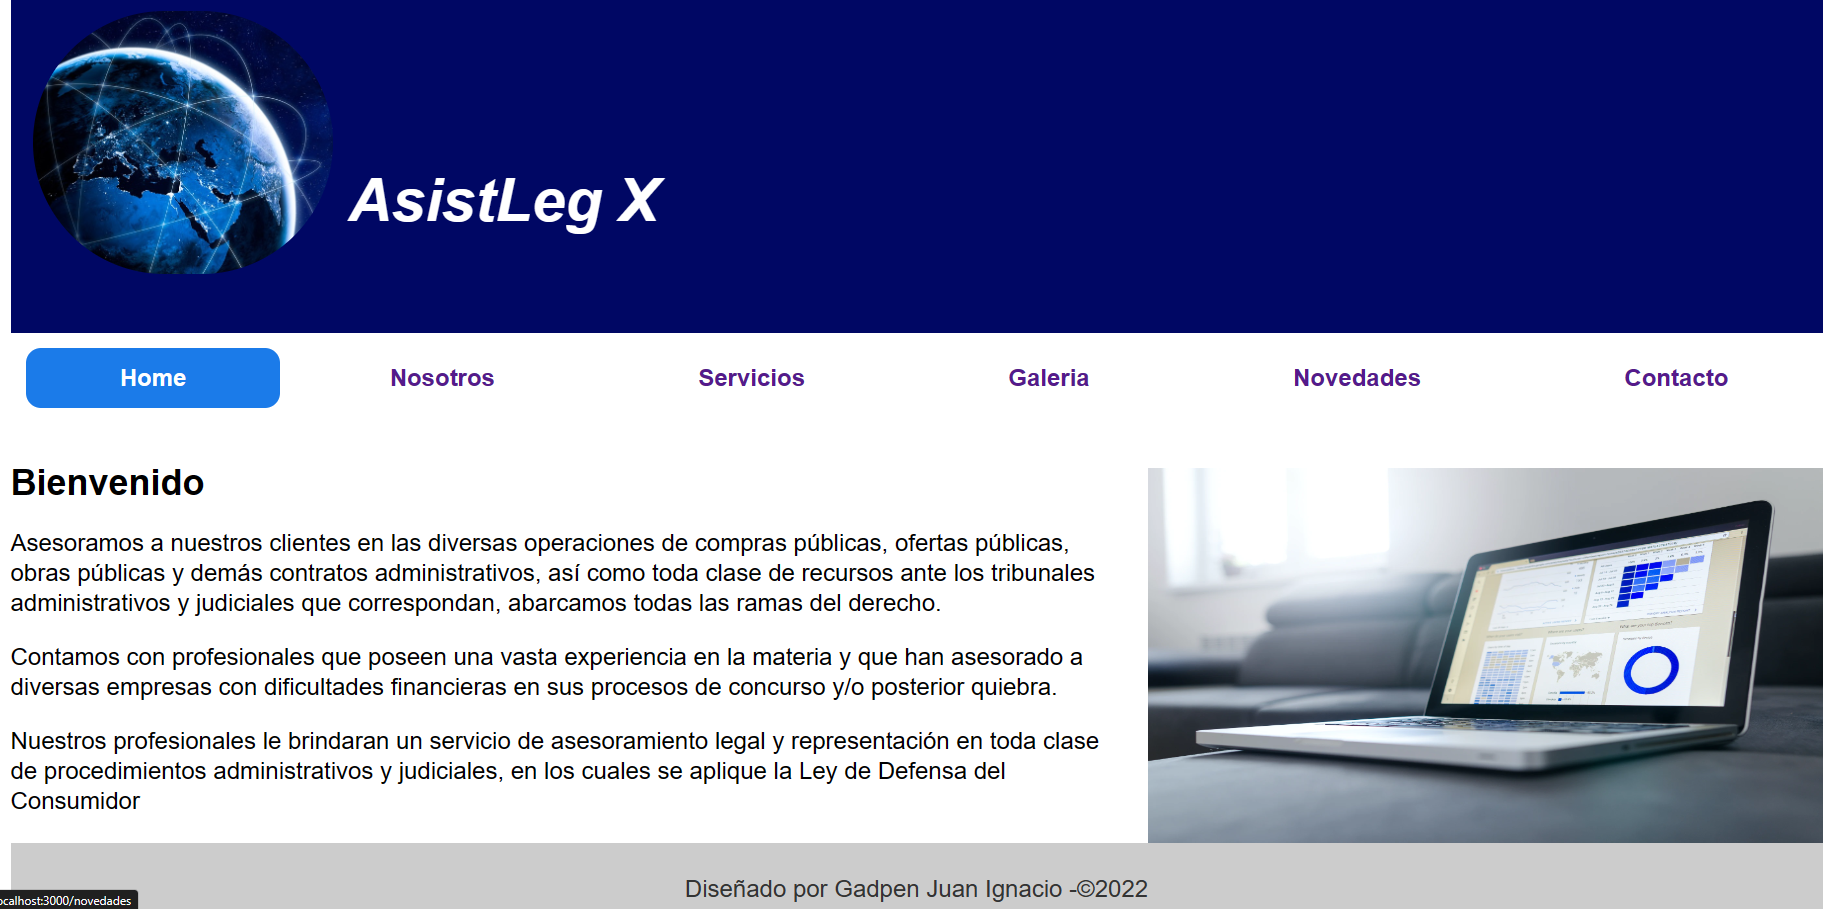 AsistLeg X
Home
Nosotros
Servicios
Galeria
Novedades
Contacto
Bienvenido
Asesoramos a nuestros clientes en las diversas operaciones de compras públicas, ofertas públicas,
obras públicas y demás contratos administrativos, así como toda clase de recursos ante los tribunales
administrativos y judiciales que correspondan, abarcamos todas las ramas del derecho.
Contamos con profesionales que poseen una vasta experiencia en la materia y que han asesorado a
diversas empresas con dificultades financieras en sus procesos de concurso y/o posterior quiebra.
Nuestros profesionales le brindaran un servicio de asesoramiento legal y representación en toda clase
de procedimientos administrativos y judiciales, en los cuales se aplique la Ley de Defensa del
Consumidor
Diseñado por Gadpen Juan Ignacio -©2022
ocalhost:3000/novedades